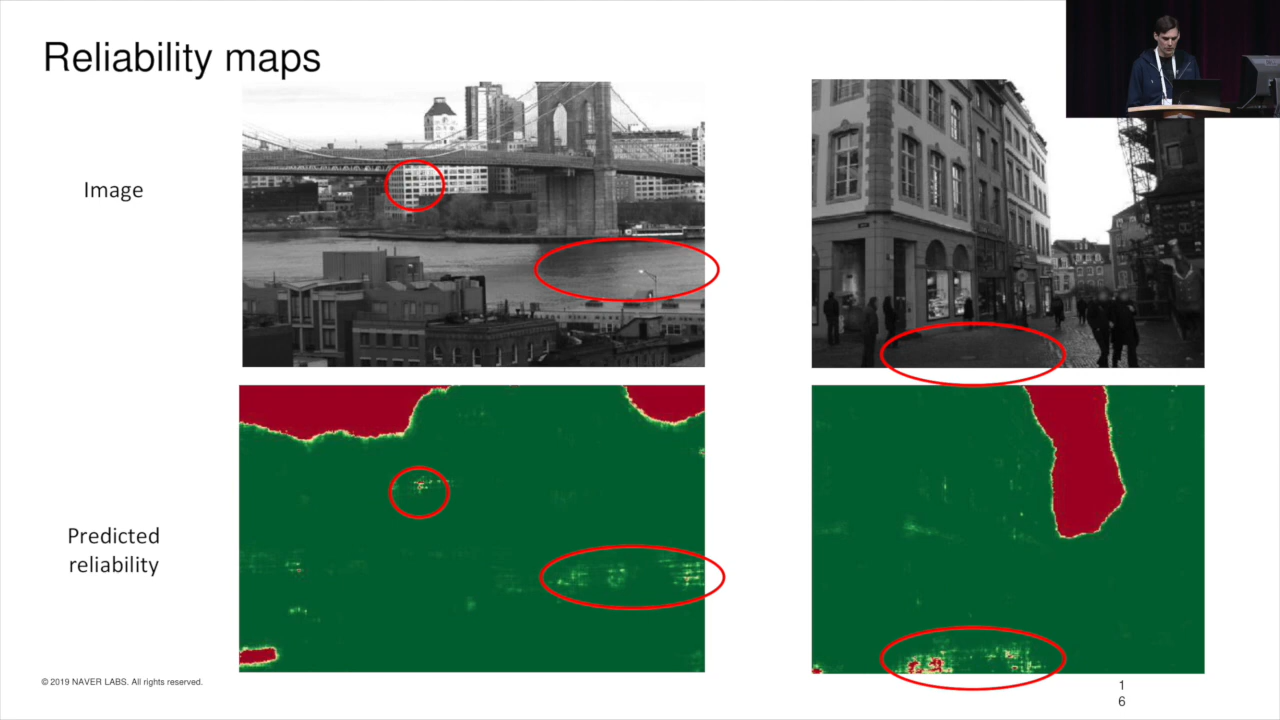 Reliability maps
Image
Predicted
reliability
© 2019 NAVER LABS. All rights reserved.
1
6